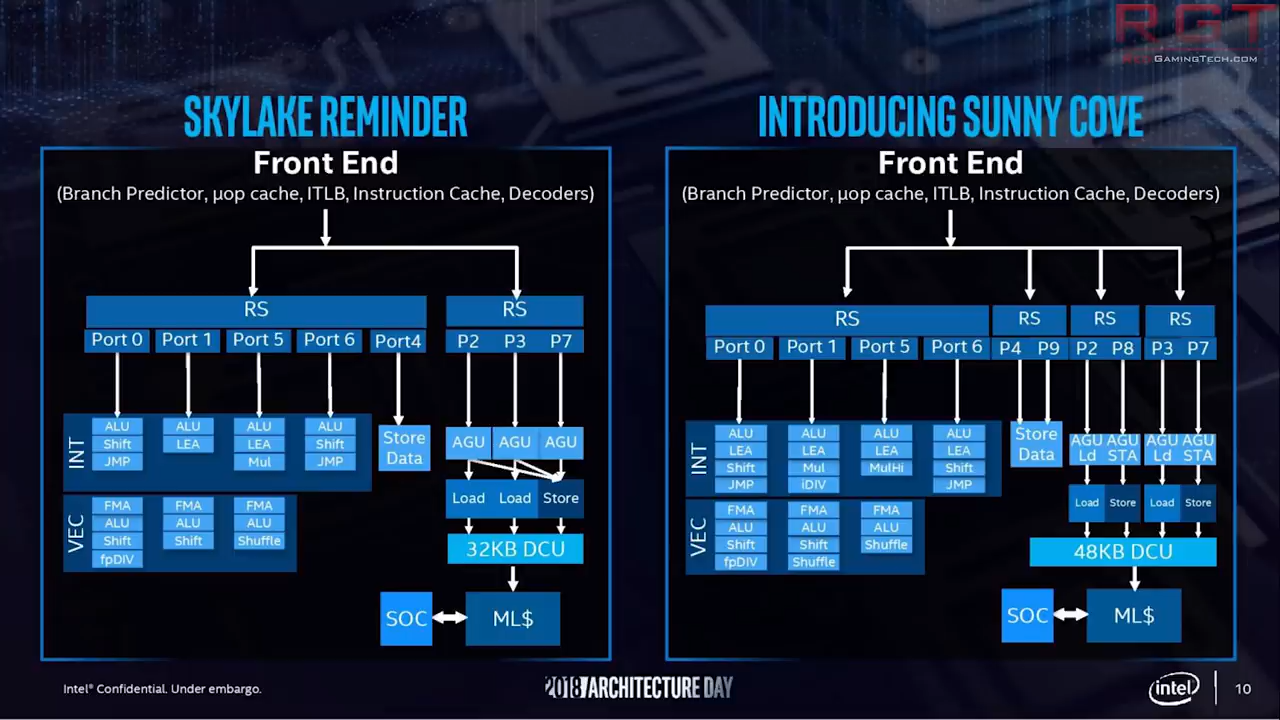 RGT
REDGAMINGTECH.COM
SKYLAKE REMINDER
Front End
(Branch Predictor, µop cache, ITLB, Instruction Cache, Decoders)
RS
RS
Port 0 Port 1 Port 5 Port 6 Port4
P2 P3 P7
INT
ALU ALU ALU ALU
Shift LEA LEA Shift
JMP Mul JMP
Store
Data
AGU AGU AGU
Load Load Store
VEC
FMA FMA FMA
ALU ALU ALU
Shift Shift Shuffle
fpDIV
32KB DCU
SOC
ML$
INTRODUCING SUNNY COVE
Front End
(Branch Predictor, µop cache, ITLB, Instruction Cache, Decoders)
RS
RS
RS
RS
Port 0 Port 1 Port 5 Port 6
P4 P9
P2 P8
P3 P7
INT
ALU ALU ALU ALU
LEA LEA LEA LEA
Shift Mul MulHi Shift
JMP iDIV JMP
Store
Data
AGU AGU AGU AGU
Ld STA Ld STA
Load Store Load Store
VEC
FMA FMA FMA
ALU ALU ALU
Shift Shift Shuffle
fpDIV Shuffle
48KB DCU
SOC
ML$
Intel® Confidential. Under embargo.
2018 ARCHITECTURE DAY
intel
10